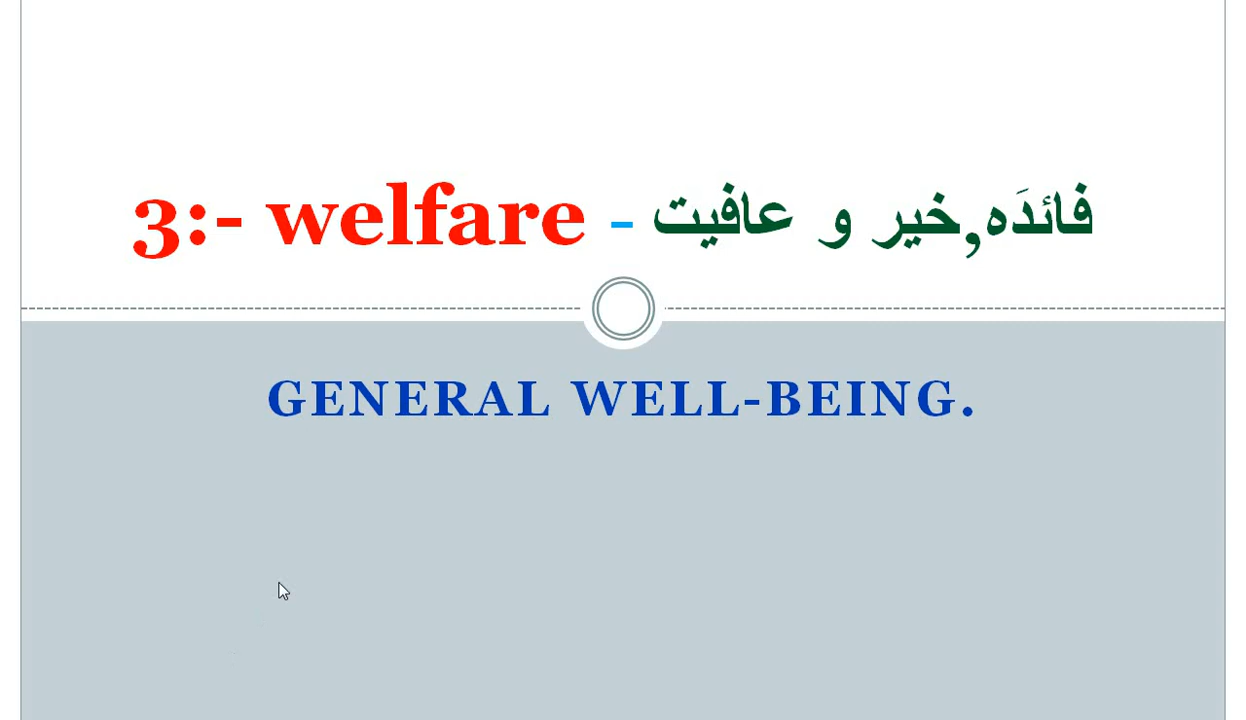 3:- welfare - فائدَہ,خیر و عافیت
GENERAL WELL-BEING.